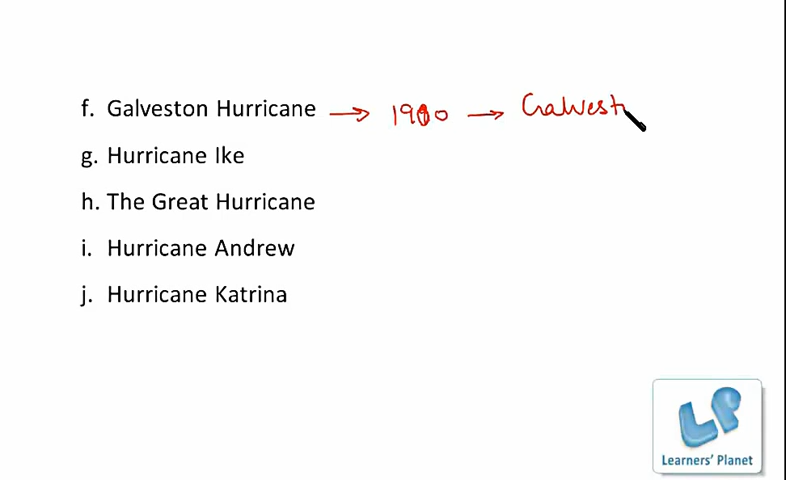 f. Galveston Hurricane → 1900 → Galvest
g. Hurricane Ike
h. The Great Hurricane
i. Hurricane Andrew
j. Hurricane Katrina
LP
Learners' Planet